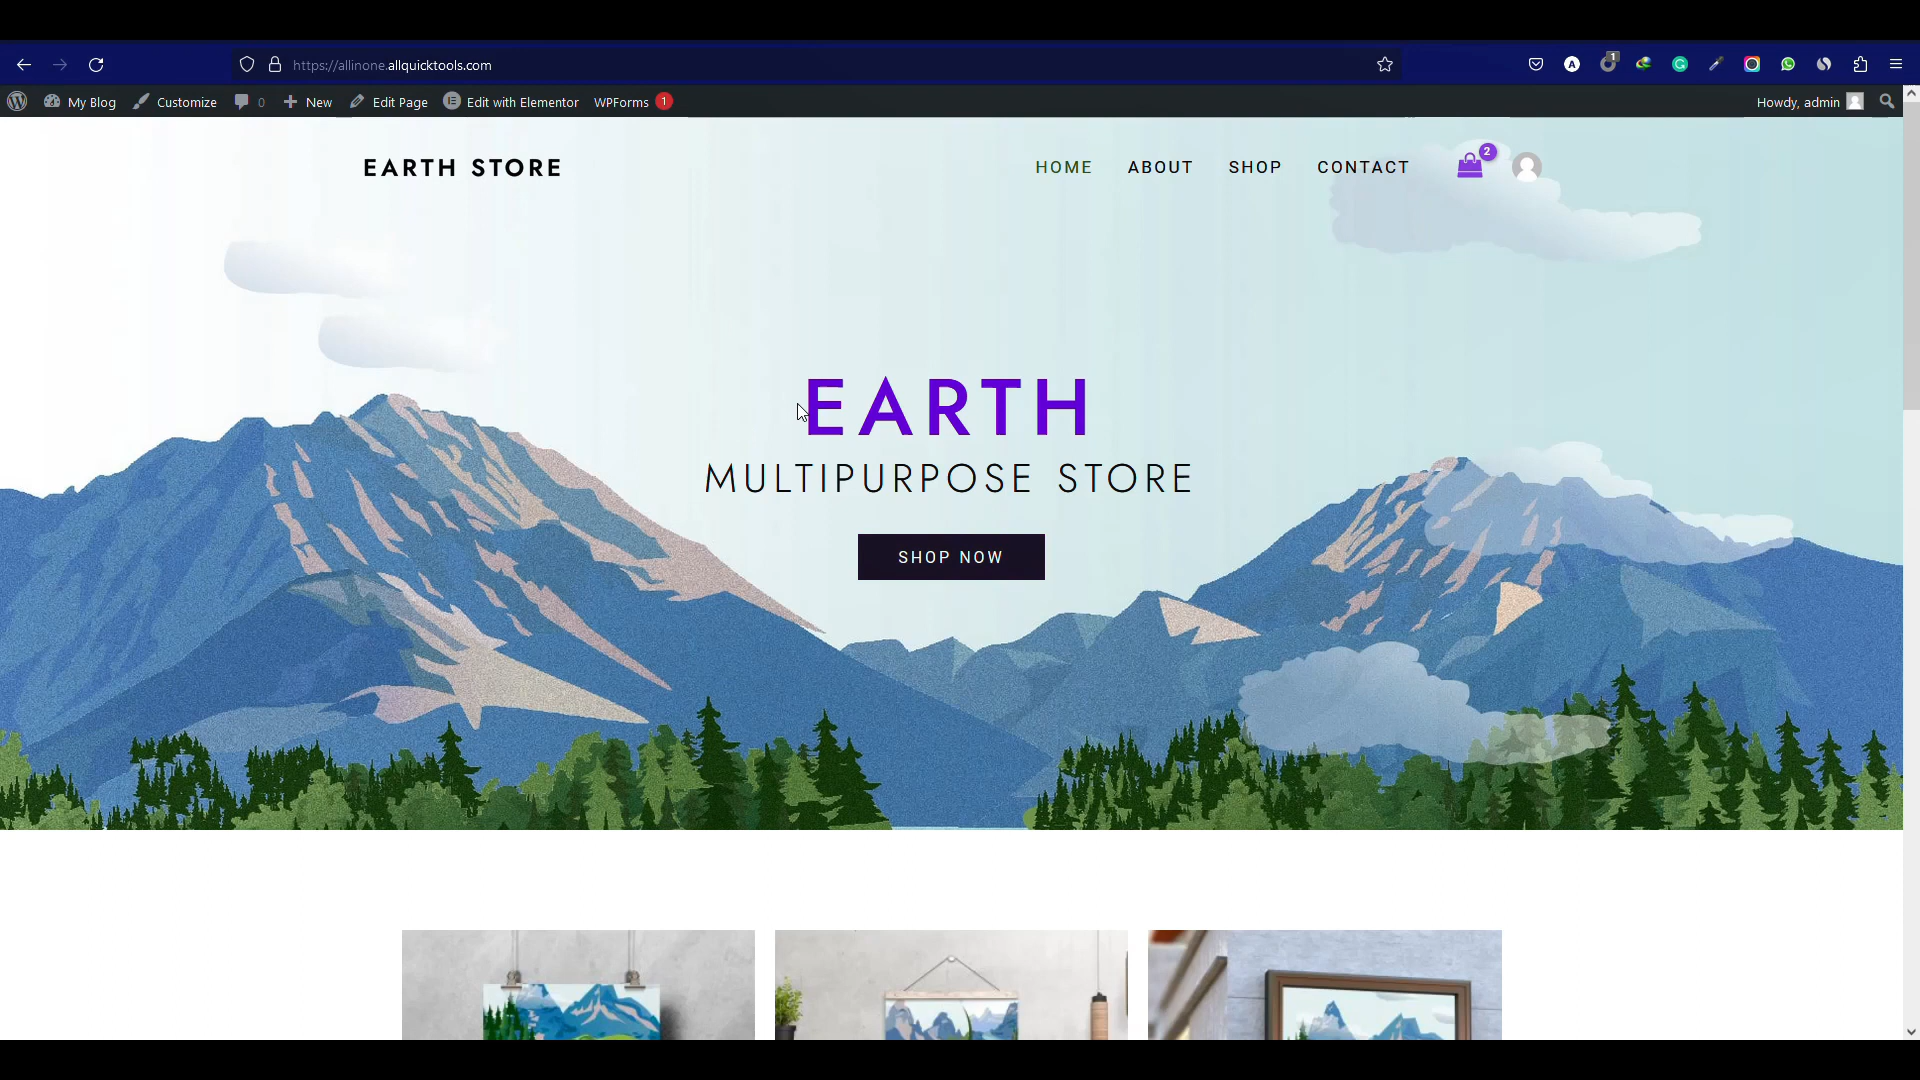 https://allinone.allquicktools.com
1
My Blog Customize 0 New Edit Page Edit with Elementor WPForms 1 Howdy, admin
EARTH STORE HOME ABOUT SHOP CONTACT 2
EARTH
MULTIPURPOSE STORE
SHOP NOW